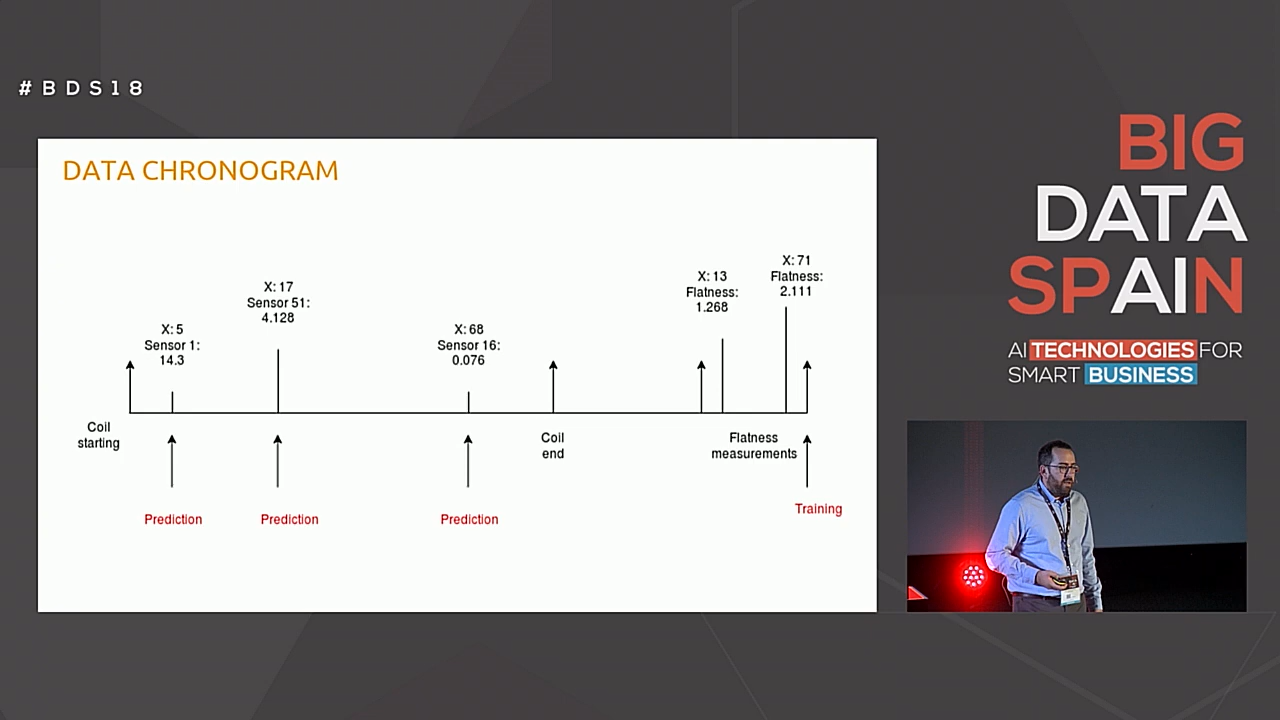 #BDS18
DATA CHRONOGRAM
X: 5
Sensor 1:
14.3
X: 17
Sensor 51:
4.128
X: 68
Sensor 16:
0.076
X: 13
Flatness:
1.268
X: 71
Flatness:
2.111
Coil
starting
Coil
end
Flatness
measurements
Prediction
Prediction
Prediction
Training
BIG
DATA
SPAIN
AI TECHNOLOGIES FOR
SMART BUSINESS